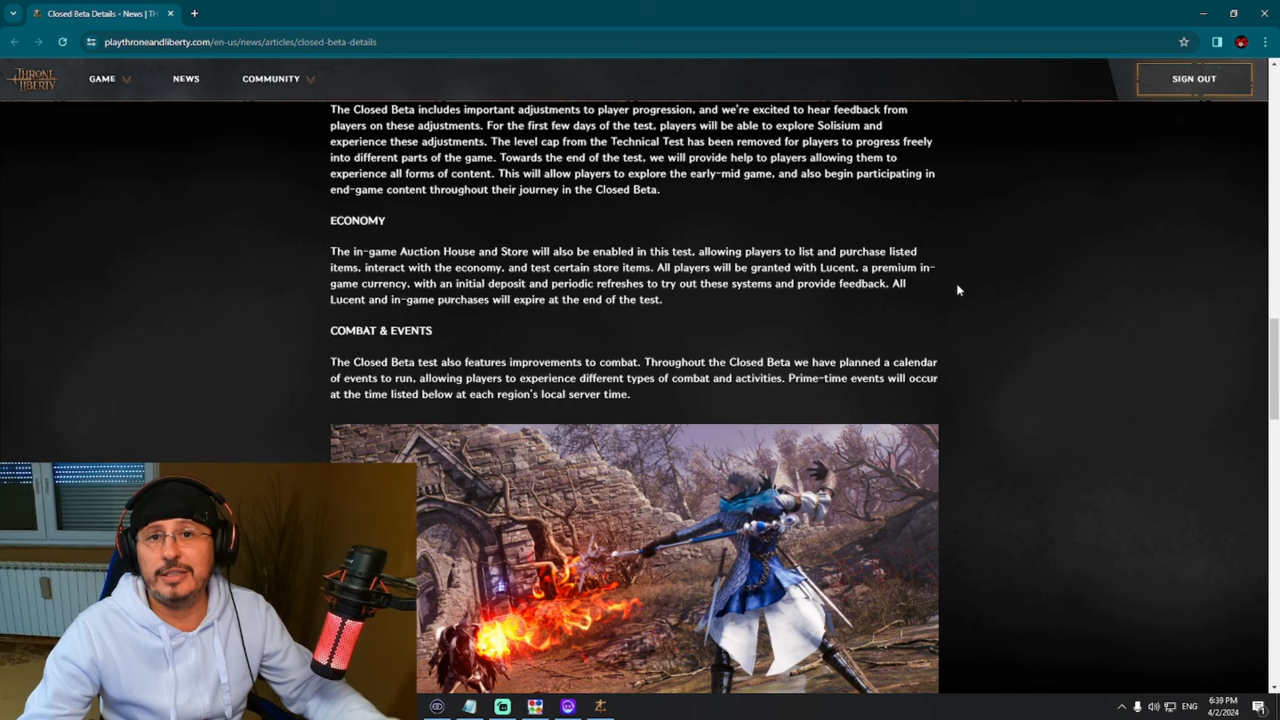 Closed Beta Details - News | TH
playthroneandliberty.com/en-us/news/articles/closed-beta-details
THRONE LIBERTY
GAME
NEWS
COMMUNITY
SIGN OUT
The Closed Beta includes important adjustments to player progression, and we're excited to hear feedback from
players on these adjustments. For the first few days of the test, players will be able to explore Solisium and
experience these adjustments. The level cap from the Technical Test has been removed for players to progress freely
into different parts of the game. Towards the end of the test, we will provide help to players allowing them to
experience all forms of content. This will allow players to explore the early-mid game, and also begin participating in
end-game content throughout their journey in the Closed Beta.
ECONOMY
The in-game Auction House and Store will also be enabled in this test, allowing players to list and purchase listed
items, interact with the economy, and test certain store items. All players will be granted with Lucent, a premium in-
game currency, with an initial deposit and periodic refreshes to try out these systems and provide feedback. All
Lucent and in-game purchases will expire at the end of the test.
COMBAT & EVENTS
The Closed Beta test also features improvements to combat. Throughout the Closed Beta we have planned a calendar
of events to run, allowing players to experience different types of combat and activities. Prime-time events will occur
at the time listed below at each region's local server time.
ENG
6:39 PM
4/2/2024